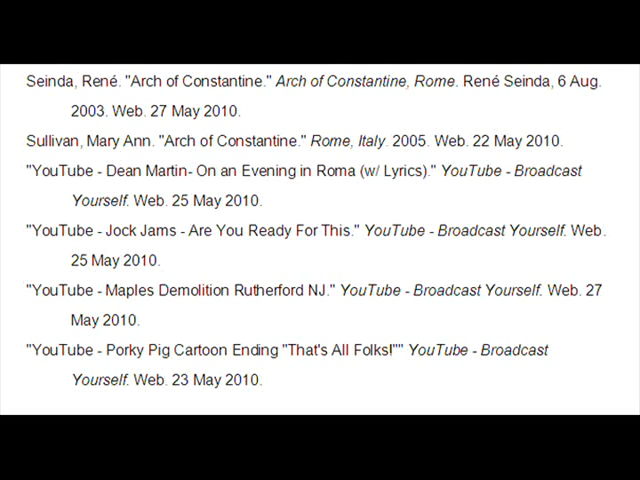 Seinda, René. "Arch of Constantine." Arch of Constantine, Rome. René Seinda, 6 Aug.
2003. Web. 27 May 2010.
Sullivan, Mary Ann. "Arch of Constantine." Rome, Italy. 2005. Web. 22 May 2010.
"YouTube - Dean Martin- On an Evening in Roma (w/ Lyrics)." YouTube - Broadcast
Yourself. Web. 25 May 2010.
"YouTube - Jock Jams - Are You Ready For This." YouTube - Broadcast Yourself. Web.
25 May 2010.
"YouTube - Maples Demolition Rutherford NJ." YouTube - Broadcast Yourself. Web. 27
May 2010.
"YouTube - Porky Pig Cartoon Ending "That's All Folks!"" YouTube - Broadcast
Yourself. Web. 23 May 2010.